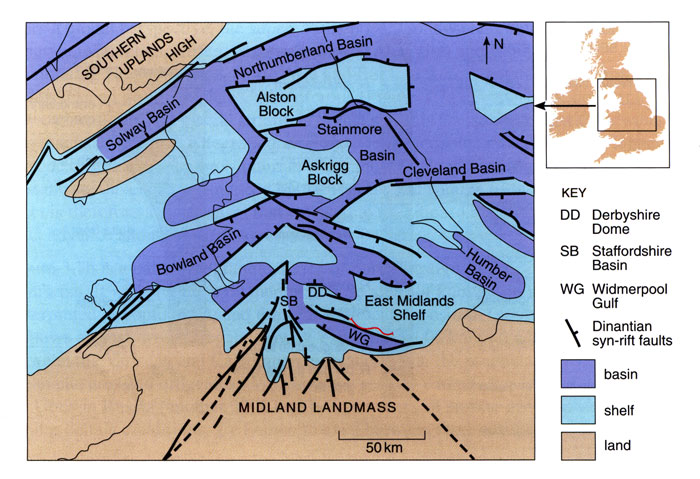 SOUTHERN
UPLANDS
HIGH
Northumberland Basin
N
Solway Basin
Alston
Block
Stainmore
Basin
Askrigg
Block
Cleveland Basin
Bowland Basin
Humber
Basin
DD
SB
East Midlands
Shelf
WG
MIDLAND LANDMASS
50 km
KEY
DD Derbyshire
Dome
SB Staffordshire
Basin
WG Widmerpool
Gulf
Dinantian
syn-rift faults
basin
shelf
land